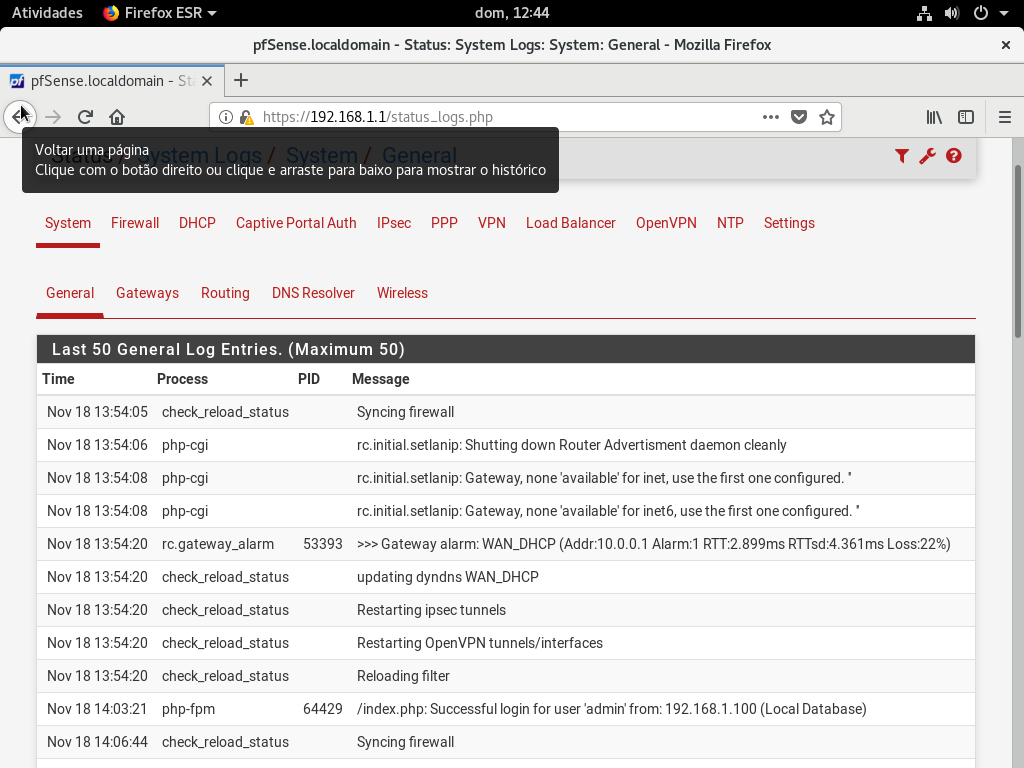 Atividades Firefox ESR dom, 12:44
pfSense.localdomain - Status: System Logs: System: General - Mozilla Firefox
pfSense.localdomain - Sta
https://192.168.1.1/status_logs.php
Voltar uma página
Clique com o botão direito ou clique e arraste para baixo para mostrar o histórico
Status / System Logs / System / General
System Firewall DHCP Captive Portal Auth IPsec PPP VPN Load Balancer OpenVPN NTP Settings
General Gateways Routing DNS Resolver Wireless
Last 50 General Log Entries. (Maximum 50)
Time Process PID Message
Nov 18 13:54:05 check_reload_status Syncing firewall
Nov 18 13:54:06 php-cgi rc.initial.setlanip: Shutting down Router Advertisment daemon cleanly
Nov 18 13:54:08 php-cgi rc.initial.setlanip: Gateway, none 'available' for inet, use the first one configured. ''
Nov 18 13:54:08 php-cgi rc.initial.setlanip: Gateway, none 'available' for inet6, use the first one configured. ''
Nov 18 13:54:20 rc.gateway_alarm 53393 >>> Gateway alarm: WAN_DHCP (Addr:10.0.0.1 Alarm:1 RTT:2.899ms RTTsd:4.361ms Loss:22%)
Nov 18 13:54:20 check_reload_status updating dyndns WAN_DHCP
Nov 18 13:54:20 check_reload_status Restarting ipsec tunnels
Nov 18 13:54:20 check_reload_status Restarting OpenVPN tunnels/interfaces
Nov 18 13:54:20 check_reload_status Reloading filter
Nov 18 14:03:21 php-fpm 64429 /index.php: Successful login for user 'admin' from: 192.168.1.100 (Local Database)
Nov 18 14:06:44 check_reload_status Syncing firewall